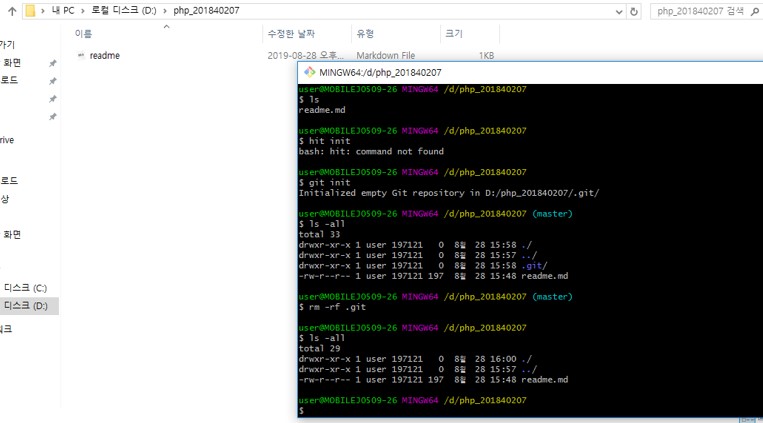 내 PC > 로컬 디스크 (D:) > php_201840207
php_201840207 검색
이름 수정한 날짜 유형 크기
readme 2019-08-28 오후... Markdown File 1KB
가기
화면
로드
rive
로드
상
화면
디스크 (C:)
디스크 (D:)
워크
MINGW64:/d/php_201840207
user@MOBILEJ0509-26 MINGW64 /d/php_201840207
$ ls
readme.md
user@MOBILEJ0509-26 MINGW64 /d/php_201840207
$ hit init
bash: hit: command not found
user@MOBILEJ0509-26 MINGW64 /d/php_201840207
$ git init
Initialized empty Git repository in D:/php_201840207/.git/
user@MOBILEJ0509-26 MINGW64 /d/php_201840207 (master)
$ ls -all
total 33
drwxr-xr-x 1 user 197121 0 8월 28 15:58 ./
drwxr-xr-x 1 user 197121 0 8월 28 15:57 ../
drwxr-xr-x 1 user 197121 0 8월 28 15:58 .git/
-rw-r--r-- 1 user 197121 197 8월 28 15:48 readme.md
user@MOBILEJ0509-26 MINGW64 /d/php_201840207 (master)
$ rm -rf .git
user@MOBILEJ0509-26 MINGW64 /d/php_201840207
$ ls -all
total 29
drwxr-xr-x 1 user 197121 0 8월 28 16:00 ./
drwxr-xr-x 1 user 197121 0 8월 28 15:57 ../
-rw-r--r-- 1 user 197121 197 8월 28 15:48 readme.md
user@MOBILEJ0509-26 MINGW64 /d/php_201840207
$